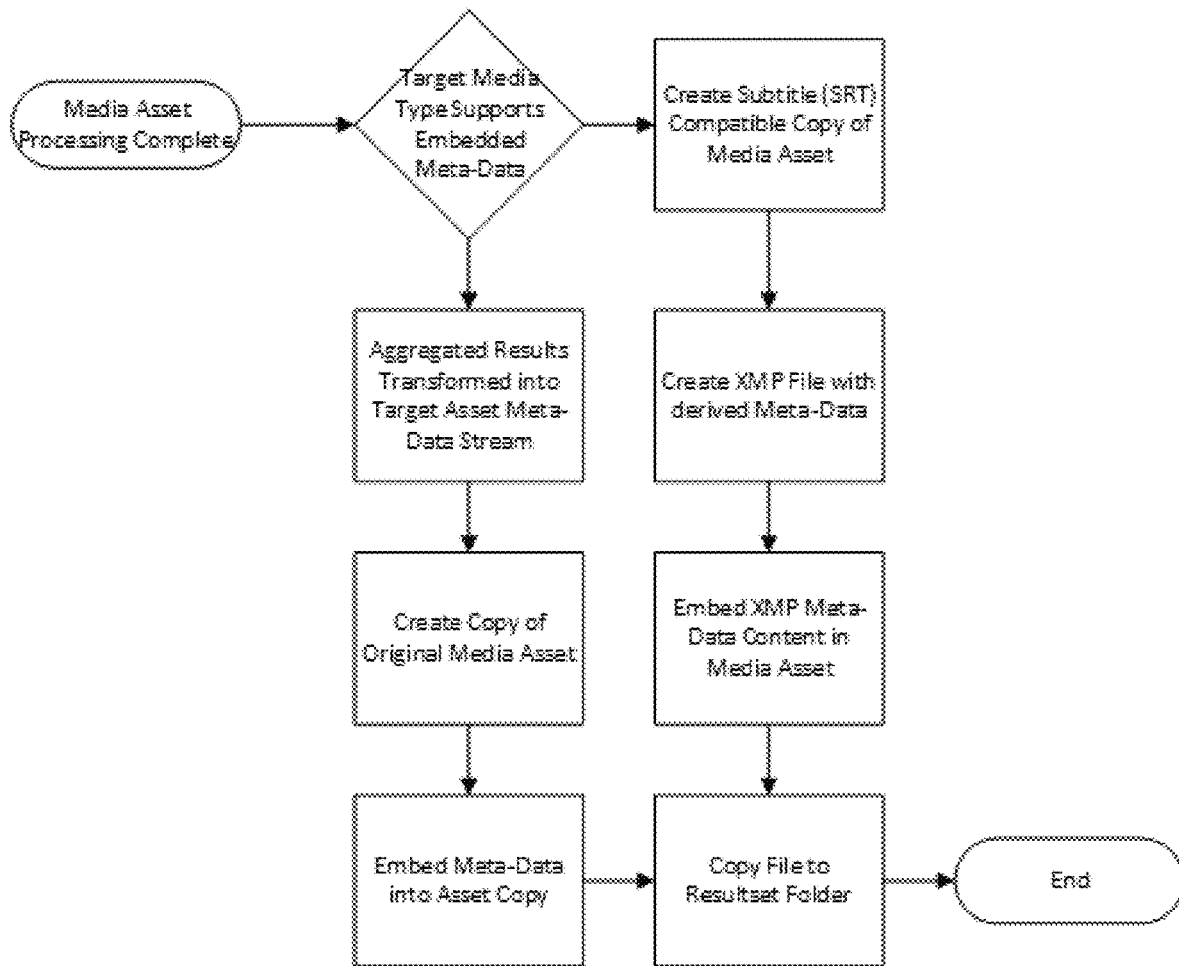 Media Asset
Processing Complete
Target Media
Type Supports
Embedded
Meta-Data
Create Subtitle (SRT)
Compatible Copy of
Media Asset
Aggregated Results
Transformed into
Target Asset Meta-
Data Stream
Create XMP File with
derived Meta-Data
Create Copy of
Original Media Asset
Embed XMP Meta-
Data Content in
Media Asset
Embed Meta-Data
into Asset Copy
Copy File to
Resultset Folder
End